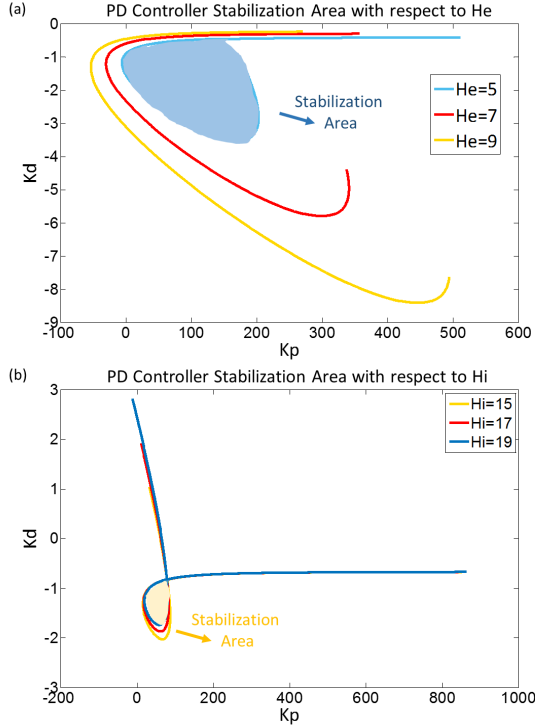 (a)
PD Controller Stabilization Area with respect to He
0
-1
-2
-3
-4
-5
-6
-7
-8
-9
Kd
-100
0
100
200
300
400
500
600
Kp
He=5
He=7
He=9
Stabilization
Area
(b)
PD Controller Stabilization Area with respect to Hi
3
2
1
0
-1
-2
-3
Kd
-200
0
200
400
600
800
1000
Kp
Hi=15
Hi=17
Hi=19
Stabilization
Area